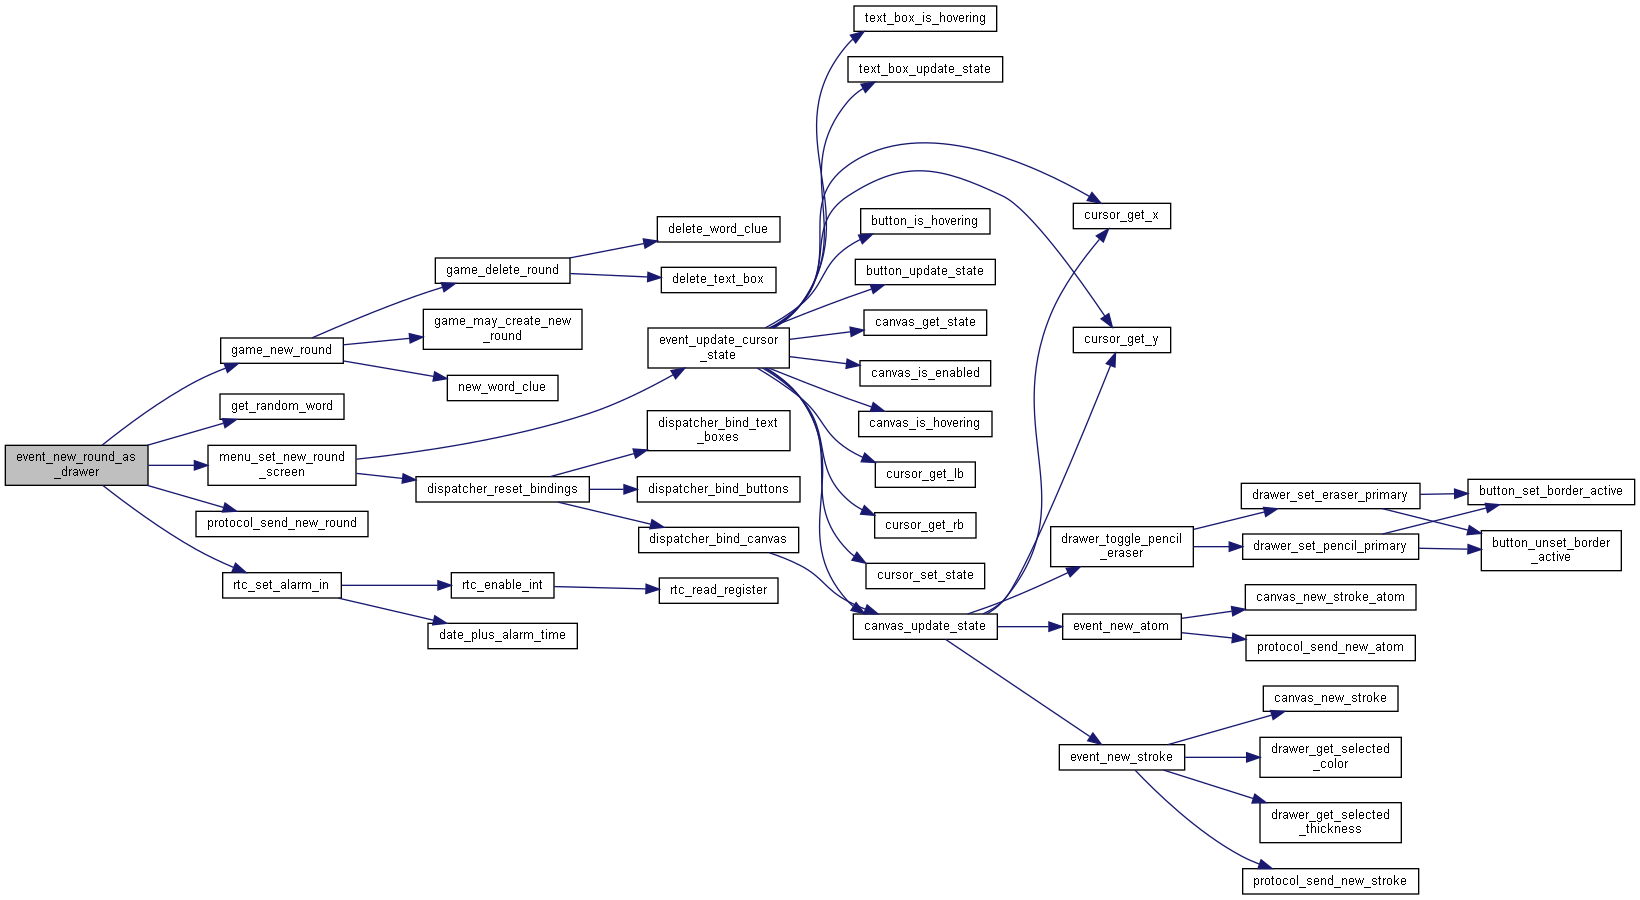 event_new_round_as
_drawer
game_new_round
get_random_word
menu_set_new_round
_screen
protocol_send_new_round
rtc_set_alarm_in
game_delete_round
game_may_create_new
_round
new_word_clue
dispatcher_reset_bindings
rtc_enable_int
date_plus_alarm_time
delete_word_clue
delete_text_box
event_update_cursor
_state
dispatcher_bind_text
_boxes
dispatcher_bind_buttons
dispatcher_bind_canvas
rtc_read_register
text_box_is_hovering
text_box_update_state
button_is_hovering
button_update_state
canvas_get_state
canvas_is_enabled
canvas_is_hovering
cursor_get_lb
cursor_get_rb
cursor_set_state
canvas_update_state
cursor_get_x
cursor_get_y
drawer_toggle_pencil
_eraser
event_new_atom
event_new_stroke
drawer_set_eraser_primary
drawer_set_pencil_primary
canvas_new_stroke_atom
protocol_send_new_atom
canvas_new_stroke
drawer_get_selected
_color
drawer_get_selected
_thickness
protocol_send_new_stroke
button_set_border_active
button_unset_border
_active